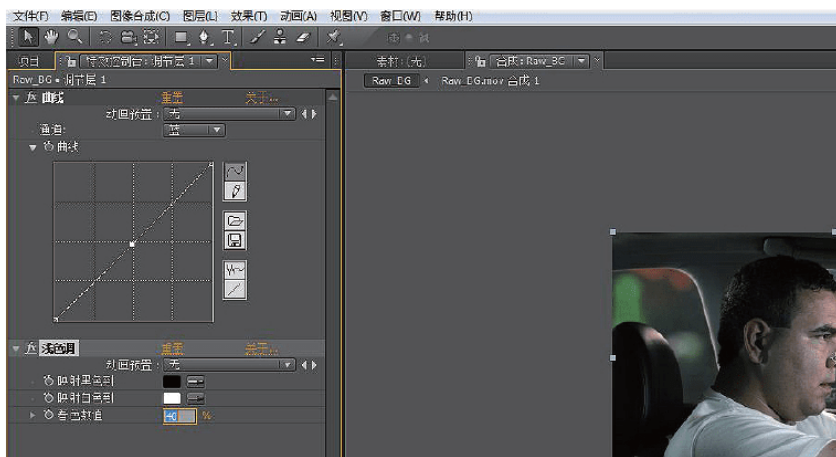 文件(F) 编辑(E) 图像合成(C) 图层(L) 效果(T) 动画(A) 视图(V) 窗口(W) 帮助(H)
项目 特效控制台:调节层 1 素材:(无) 合成:Raw_BG
Raw_BG • 调节层 1 Raw_BG Raw_BG.mov 合成 1
fx 曲线 重置 关于...
动画预置: 无
通道: 蓝
曲线
fx 浅色调 重置 关于...
动画预置: 无
映射黑色到
映射白色到
着色数值 %